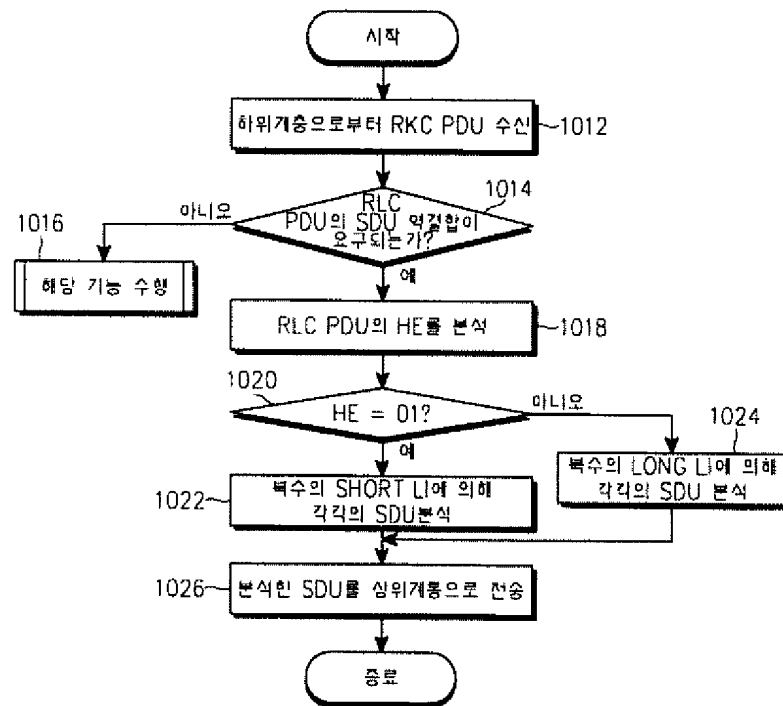 시작
하위계층으로부터 RKC PDU 수신
1012
1014
RLC
PDU의 SDU 역결합이
요구되는가?
아니오
1016
해당 기능 수행
예
RLC PDU의 HE를 분석
1018
1020
HE = 01?
아니오
1024
예
복수의 LONG LI에 의해
각각의 SDU 분석
1022
복수의 SHORT LI에 의해
각각의 SDU분석
1026
분석한 SDU를 상위계통으로 전송
종료